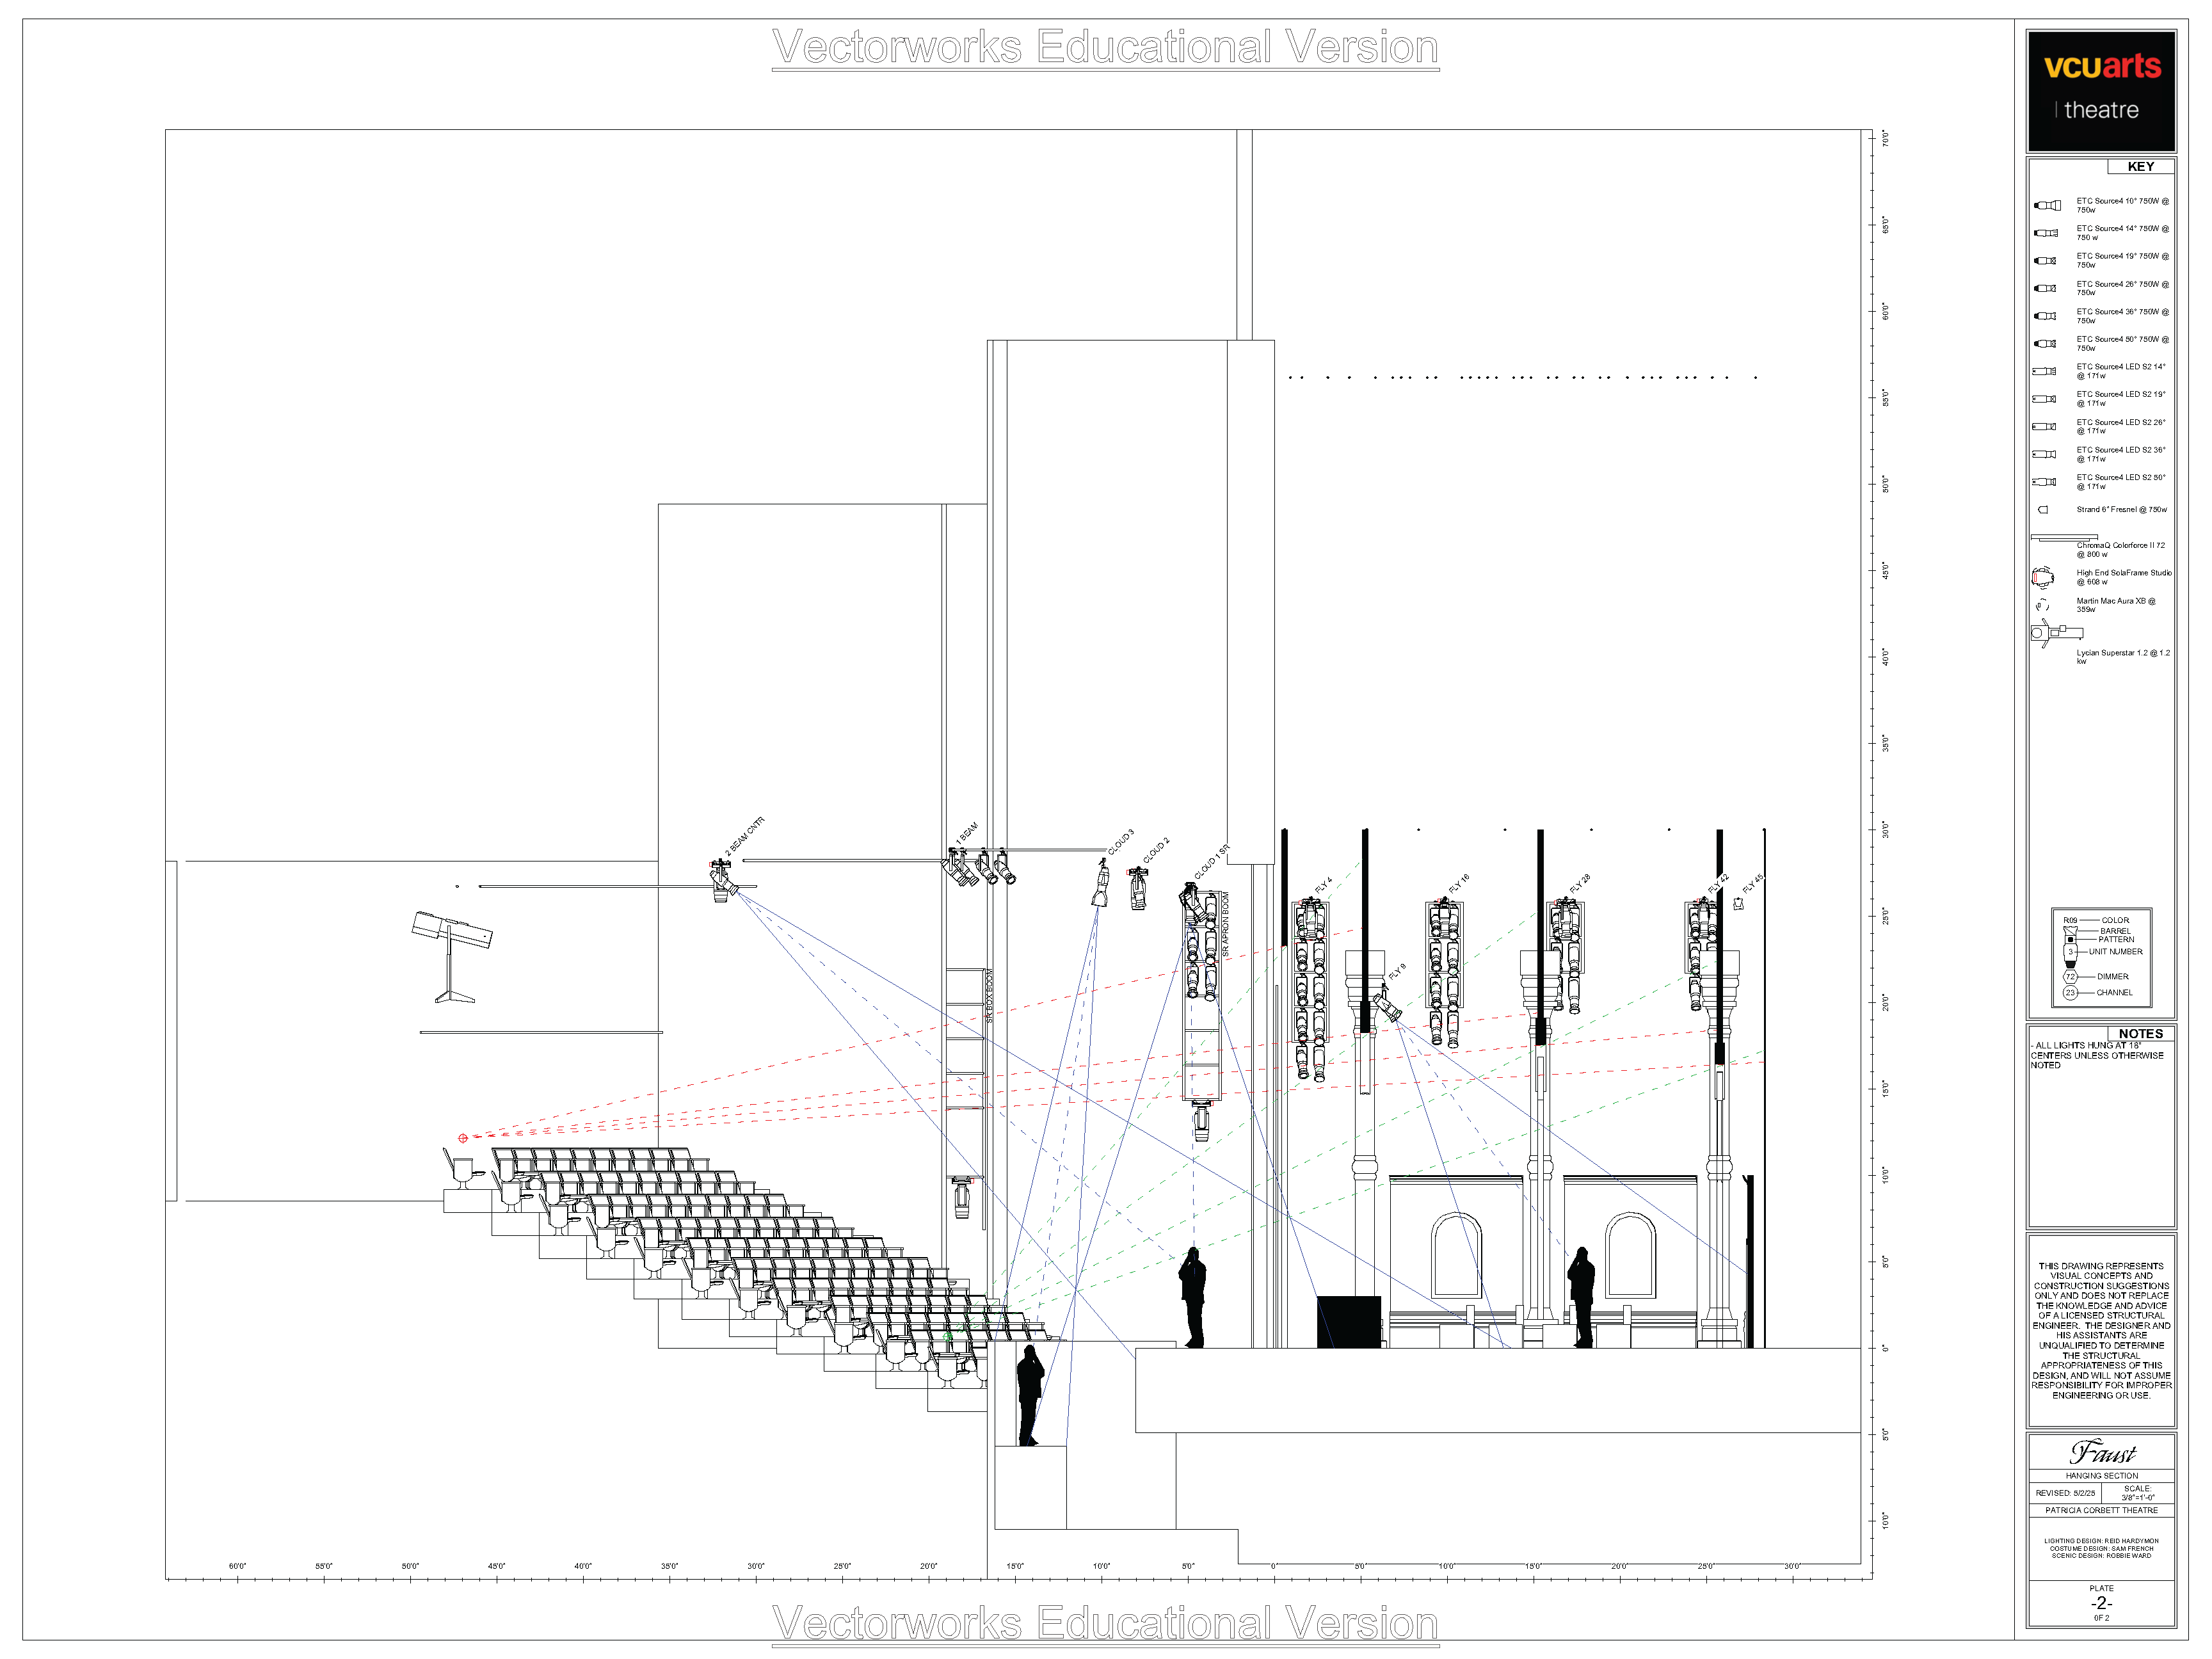 Vectorworks Educational Version
vcuarts
theatre
KEY
ETC Source4 10° 750W @
750w
ETC Source4 14° 750W @
750 w
ETC Source4 19° 750W @
750w
ETC Source4 26° 750W @
750w
ETC Source4 36° 750W @
750w
ETC Source4 50° 750W @
750w
ETC Source4 LED S2 14°
@ 171w
ETC Source4 LED S2 19°
@ 171w
ETC Source4 LED S2 26°
@ 171w
ETC Source4 LED S2 36°
@ 171w
ETC Source4 LED S2 50°
@ 171w
Strand 6" Fresnel @ 750w
ChromaQ Colorforce II 72
@ 800 w
High End SolaFrame Studio
@ 608 w
Martin Mac Aura XB @
389w
Lycian Superstar 1.2 @ 1.2
kw
R09 COLOR
BARREL
PATTERN
3 UNIT NUMBER
72 DIMMER
23 CHANNEL
NOTES
- ALL LIGHTS HUNG AT 18"
CENTERS UNLESS OTHERWISE
NOTED
THIS DRAWING REPRESENTS
VISUAL CONCEPTS AND
CONSTRUCTION SUGGESTIONS
ONLY AND DOES NOT REPLACE
THE KNOWLEDGE AND ADVICE
OF A LICENSED STRUCTURAL
ENGINEER. THE DESIGNER AND
HIS ASSISTANTS ARE
UNQUALIFIED TO DETERMINE
THE STRUCTURAL
APPROPRIATENESS OF THIS
DESIGN, AND WILL NOT ASSUME
RESPONSIBILITY FOR IMPROPER
ENGINEERING OR USE.
Faust
HANGING SECTION
REVISED: 5/2/25
SCALE:
3/8"=1'-0"
PATRICIA CORBETT THEATRE
LIGHTING DESIGN: REID HARDYMON
COSTUME DESIGN: SAM FRENCH
SCENIC DESIGN: ROBBIE WARD
PLATE
-2-
OF 2
70'0"
65'0"
60'0"
55'0"
50'0"
45'0"
40'0"
35'0"
30'0"
25'0"
20'0"
15'0"
10'0"
5'0"
0"
5'0"
10'0"
2 BEAM CNTR
1 BEAM
CLOUD 3
CLOUD 2
CLOUD 1 SR
SR APRON BOOM
SR BOX BOOM
FLY 4
FLY 9
FLY 16
FLY 28
FLY 42
FLY 45
60'0"
55'0"
50'0"
45'0"
40'0"
35'0"
30'0"
25'0"
20'0"
15'0"
10'0"
5'0"
0"
5'0"
10'0"
15'0"
20'0"
25'0"
30'0"
Vectorworks Educational Version